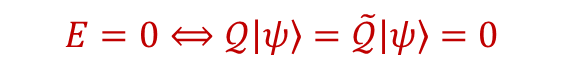 𝐸 = 0 ⟺ 𝒬|𝜓⟩ = 𝒬̃|𝜓⟩ = 0